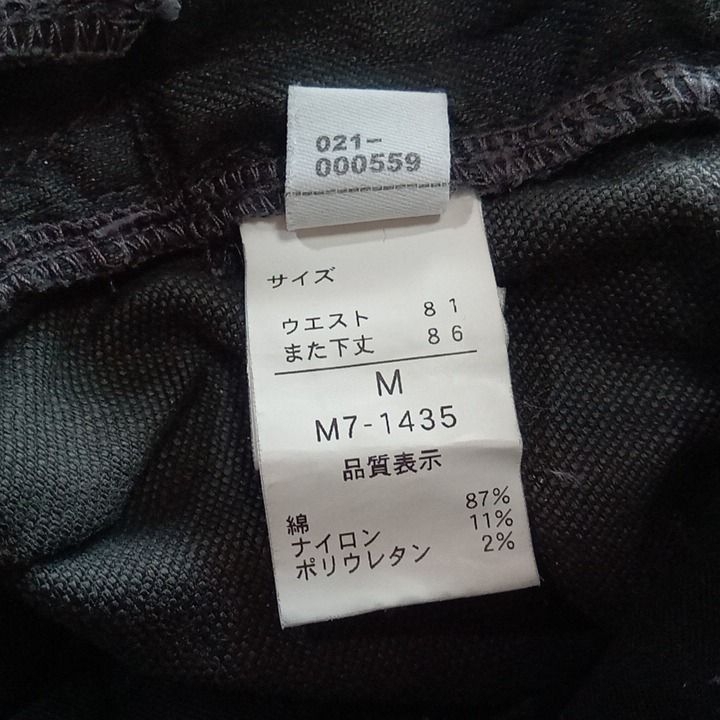 021-
000559
サイズ
ウエスト 81
また下丈 86
M
M7-1435
品質表示
綿 87%
ナイロン 11%
ポリウレタン 2%